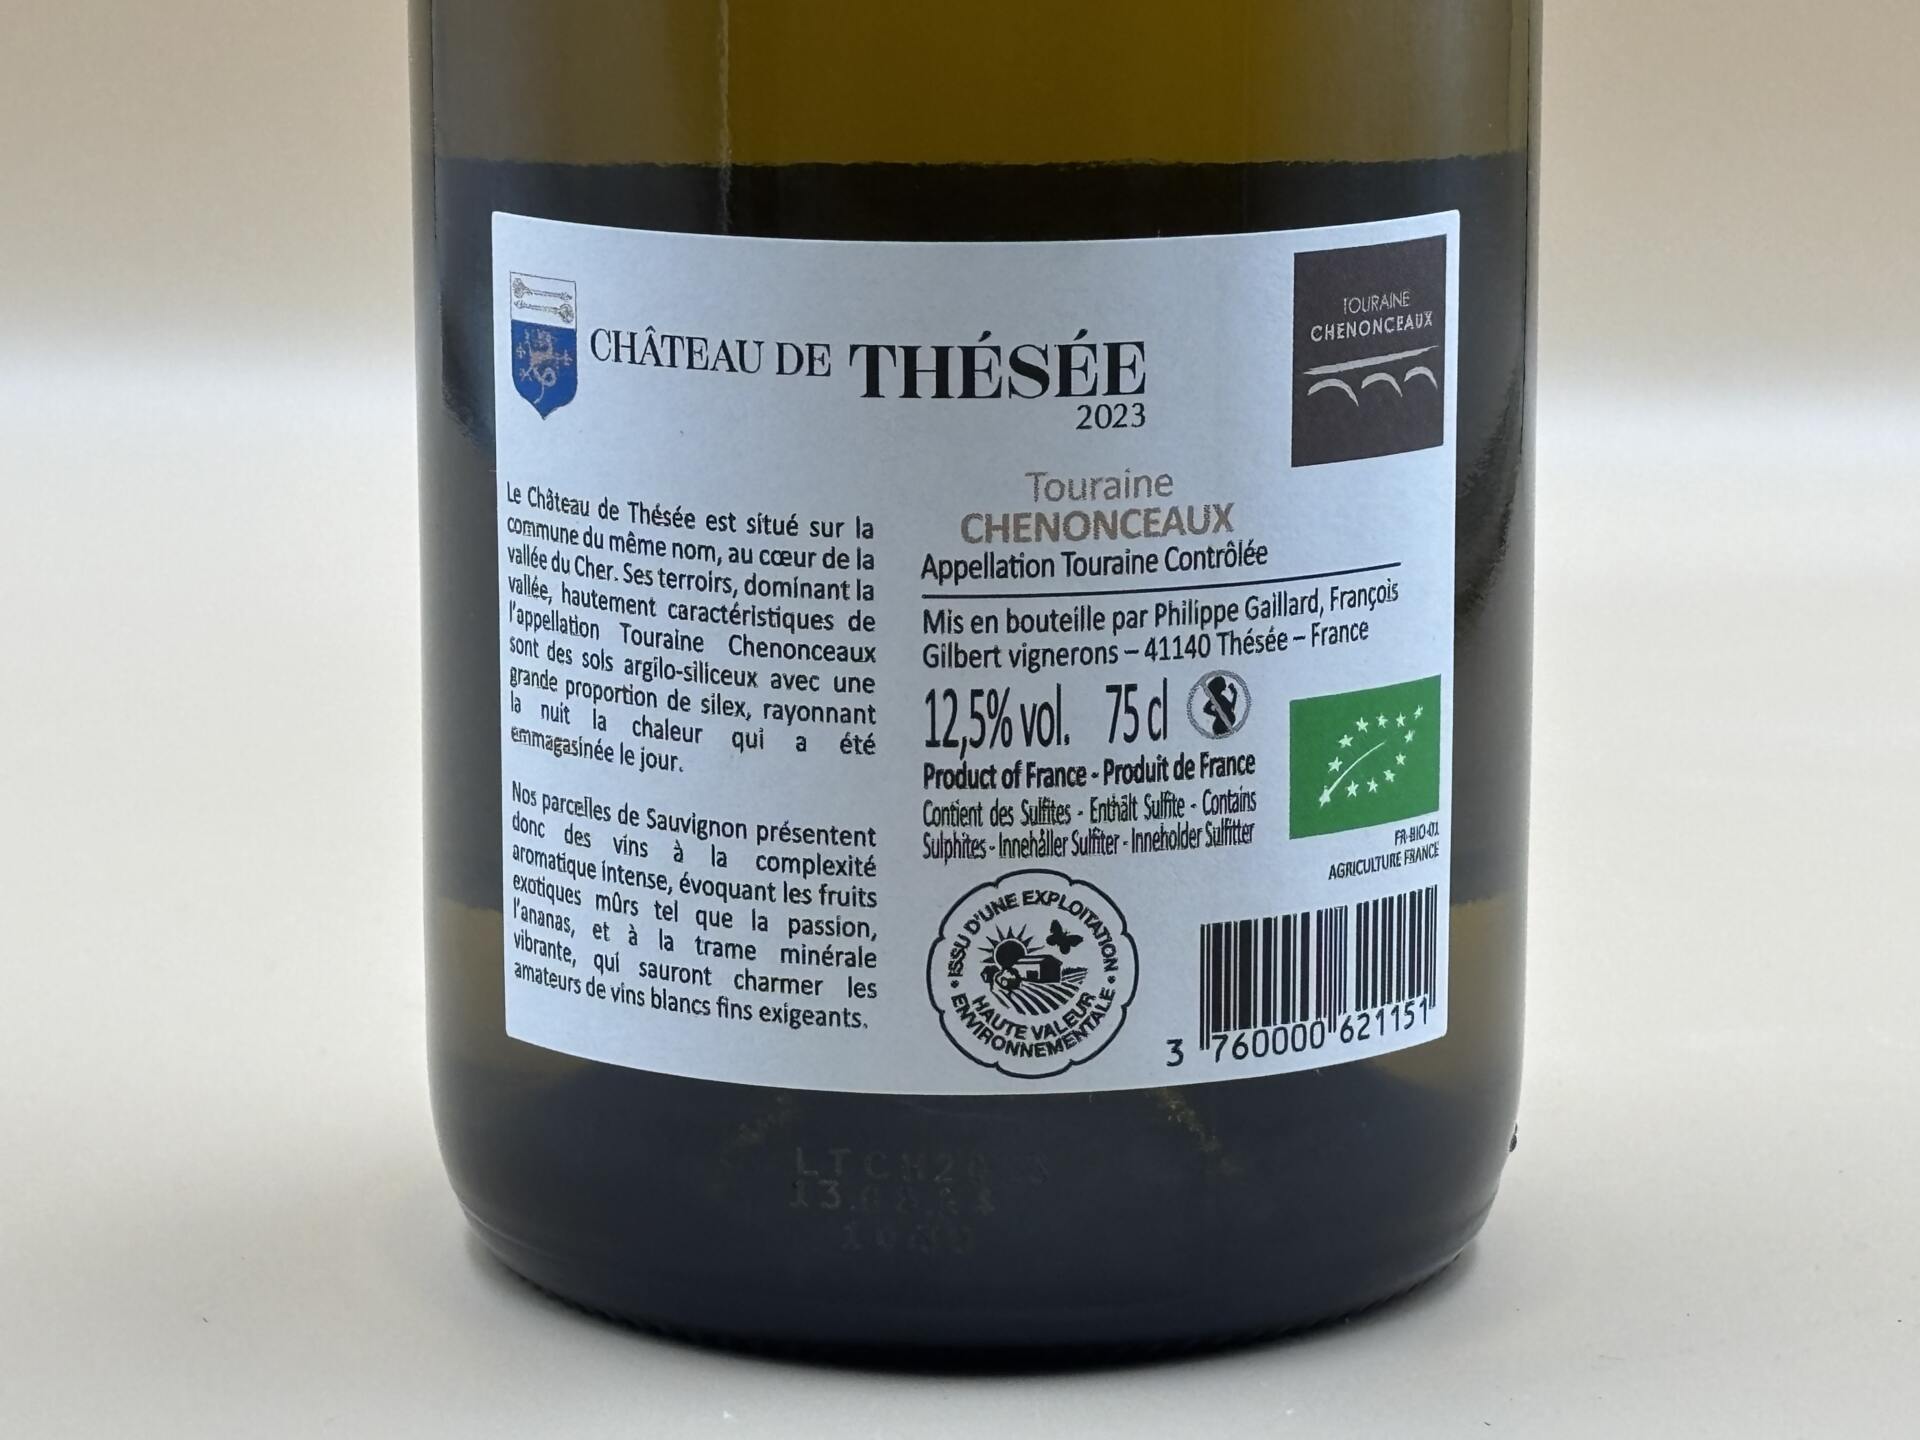 CHÂTEAU DE THÉSÉE
2023
TOURAINE
CHENONCEAUX
Le Château de Thésée est situé sur la
commune du même nom, au cœur de la
vallée du Cher. Ses terroirs, dominant la
vallée, hautement caractéristiques de
l'appellation Touraine Chenonceaux
sont des sols argilo-siliceux avec une
grande proportion de silex, rayonnant
la nuit la chaleur qui a été
emmagasinée le jour.
Nos parcelles de Sauvignon présentent
donc des vins à la complexité
aromatique intense, évoquant les fruits
exotiques mûrs tel que la passion,
l'ananas, et à la trame minérale
vibrante, qui sauront charmer les
amateurs de vins blancs fins exigeants.
Touraine
CHENONCEAUX
Appellation Touraine Contrôlée
Mis en bouteille par Philippe Gaillard, François
Gilbert vignerons – 41140 Thésée – France
12,5% vol. 75 cl
Product of France - Produit de France
Contient des Sulfites - Enthält Sulfite - Contains
Sulphites - Innehåller Sulfiter - Inneholder Sulfitter
FR-BIO-01
AGRICULTURE FRANCE
ISSU D'UNE EXPLOITATION
HAUTE VALEUR
ENVIRONNEMENTALE
3 760000 621151